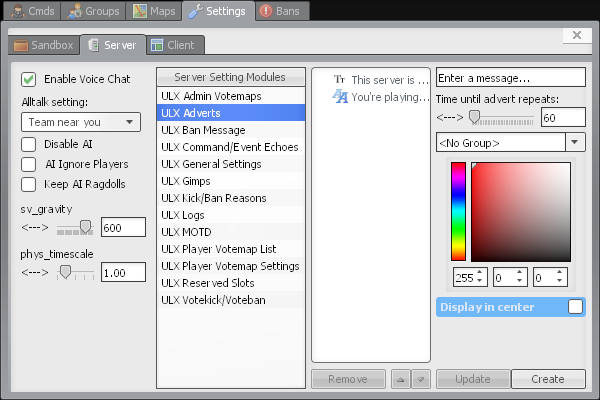 Cmds Groups Maps Settings Bans
Sandbox Server Client
Enable Voice Chat
Alltalk setting:
Team near you
Disable AI
AI Ignore Players
Keep AI Ragdolls
sv_gravity
<---> 600
phys_timescale
<---> 1.00
Server Setting Modules
ULX Admin Votemaps
ULX Adverts
ULX Ban Message
ULX Command/Event Echoes
ULX General Settings
ULX Gimps
ULX Kick/Ban Reasons
ULX Logs
ULX MOTD
ULX Player Votemap List
ULX Player Votemap Settings
ULX Reserved Slots
ULX Votekick/Voteban
This server is ...
You're playing...
Remove
Enter a message...
Time until advert repeats:
<---> 60
<No Group>
255 0 0
Display in center
Update Create